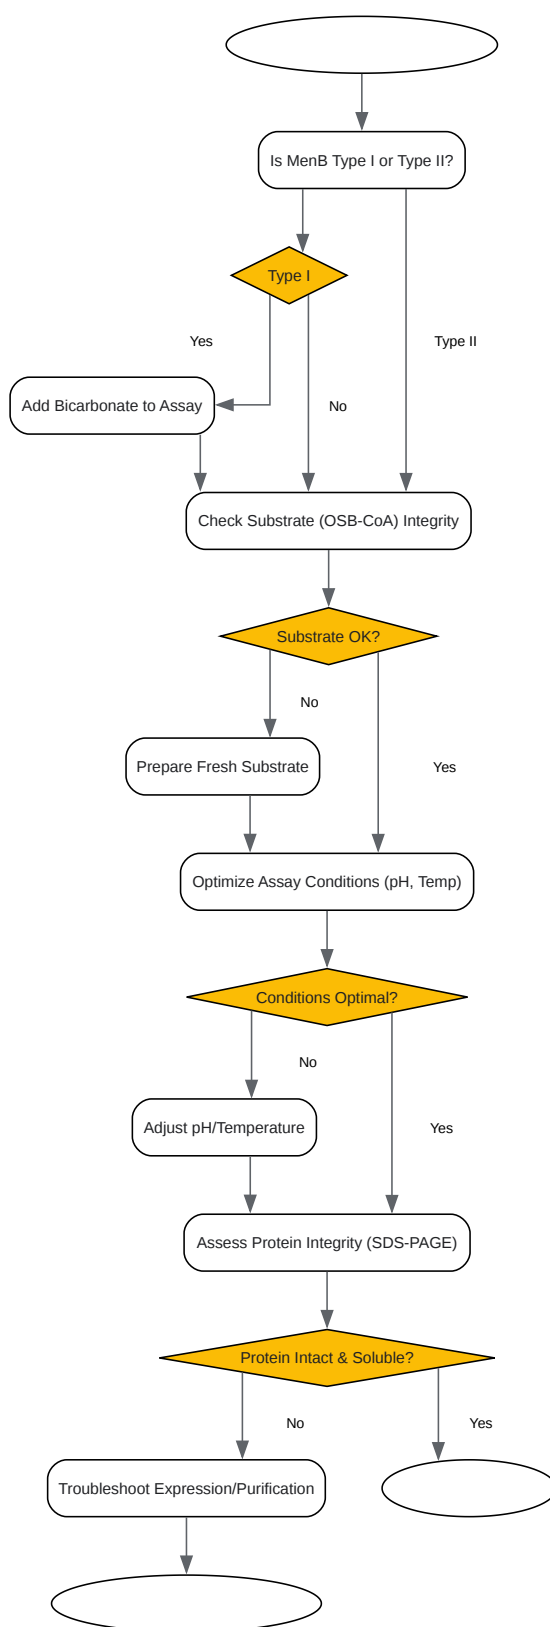 Is MenB Type I or Type II?
Type I
Yes
Type II
Add Bicarbonate to Assay
No
Check Substrate (OSB-CoA) Integrity
Substrate OK?
No
Prepare Fresh Substrate
Yes
Optimize Assay Conditions (pH, Temp)
Conditions Optimal?
No
Adjust pH/Temperature
Yes
Assess Protein Integrity (SDS-PAGE)
Protein Intact & Soluble?
No
Yes
Troubleshoot Expression/Purification